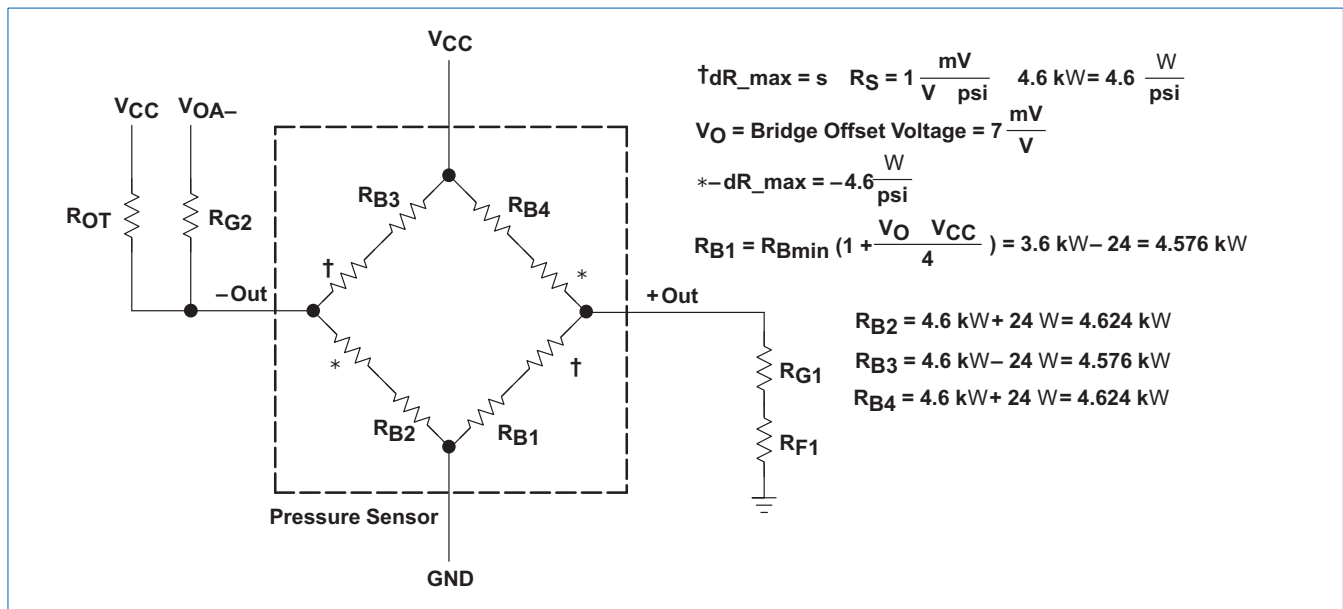 VCC
VCC
VOA–
ROT
RG2
RB3
RB4
†
*
–Out
+Out
*
†
RB2
RB1
RG1
RF1
Pressure Sensor
GND
†dR_max = s RS = 1 mV/V psi 4.6 kW = 4.6 W/psi
VO = Bridge Offset Voltage = 7 mV/V
*–dR_max = –4.6 W/psi
RB1 = RBmin (1 + VO VCC/4 ) = 3.6 kW – 24 = 4.576 kW
RB2 = 4.6 kW + 24 W = 4.624 kW
RB3 = 4.6 kW – 24 W = 4.576 kW
RB4 = 4.6 kW + 24 W = 4.624 kW